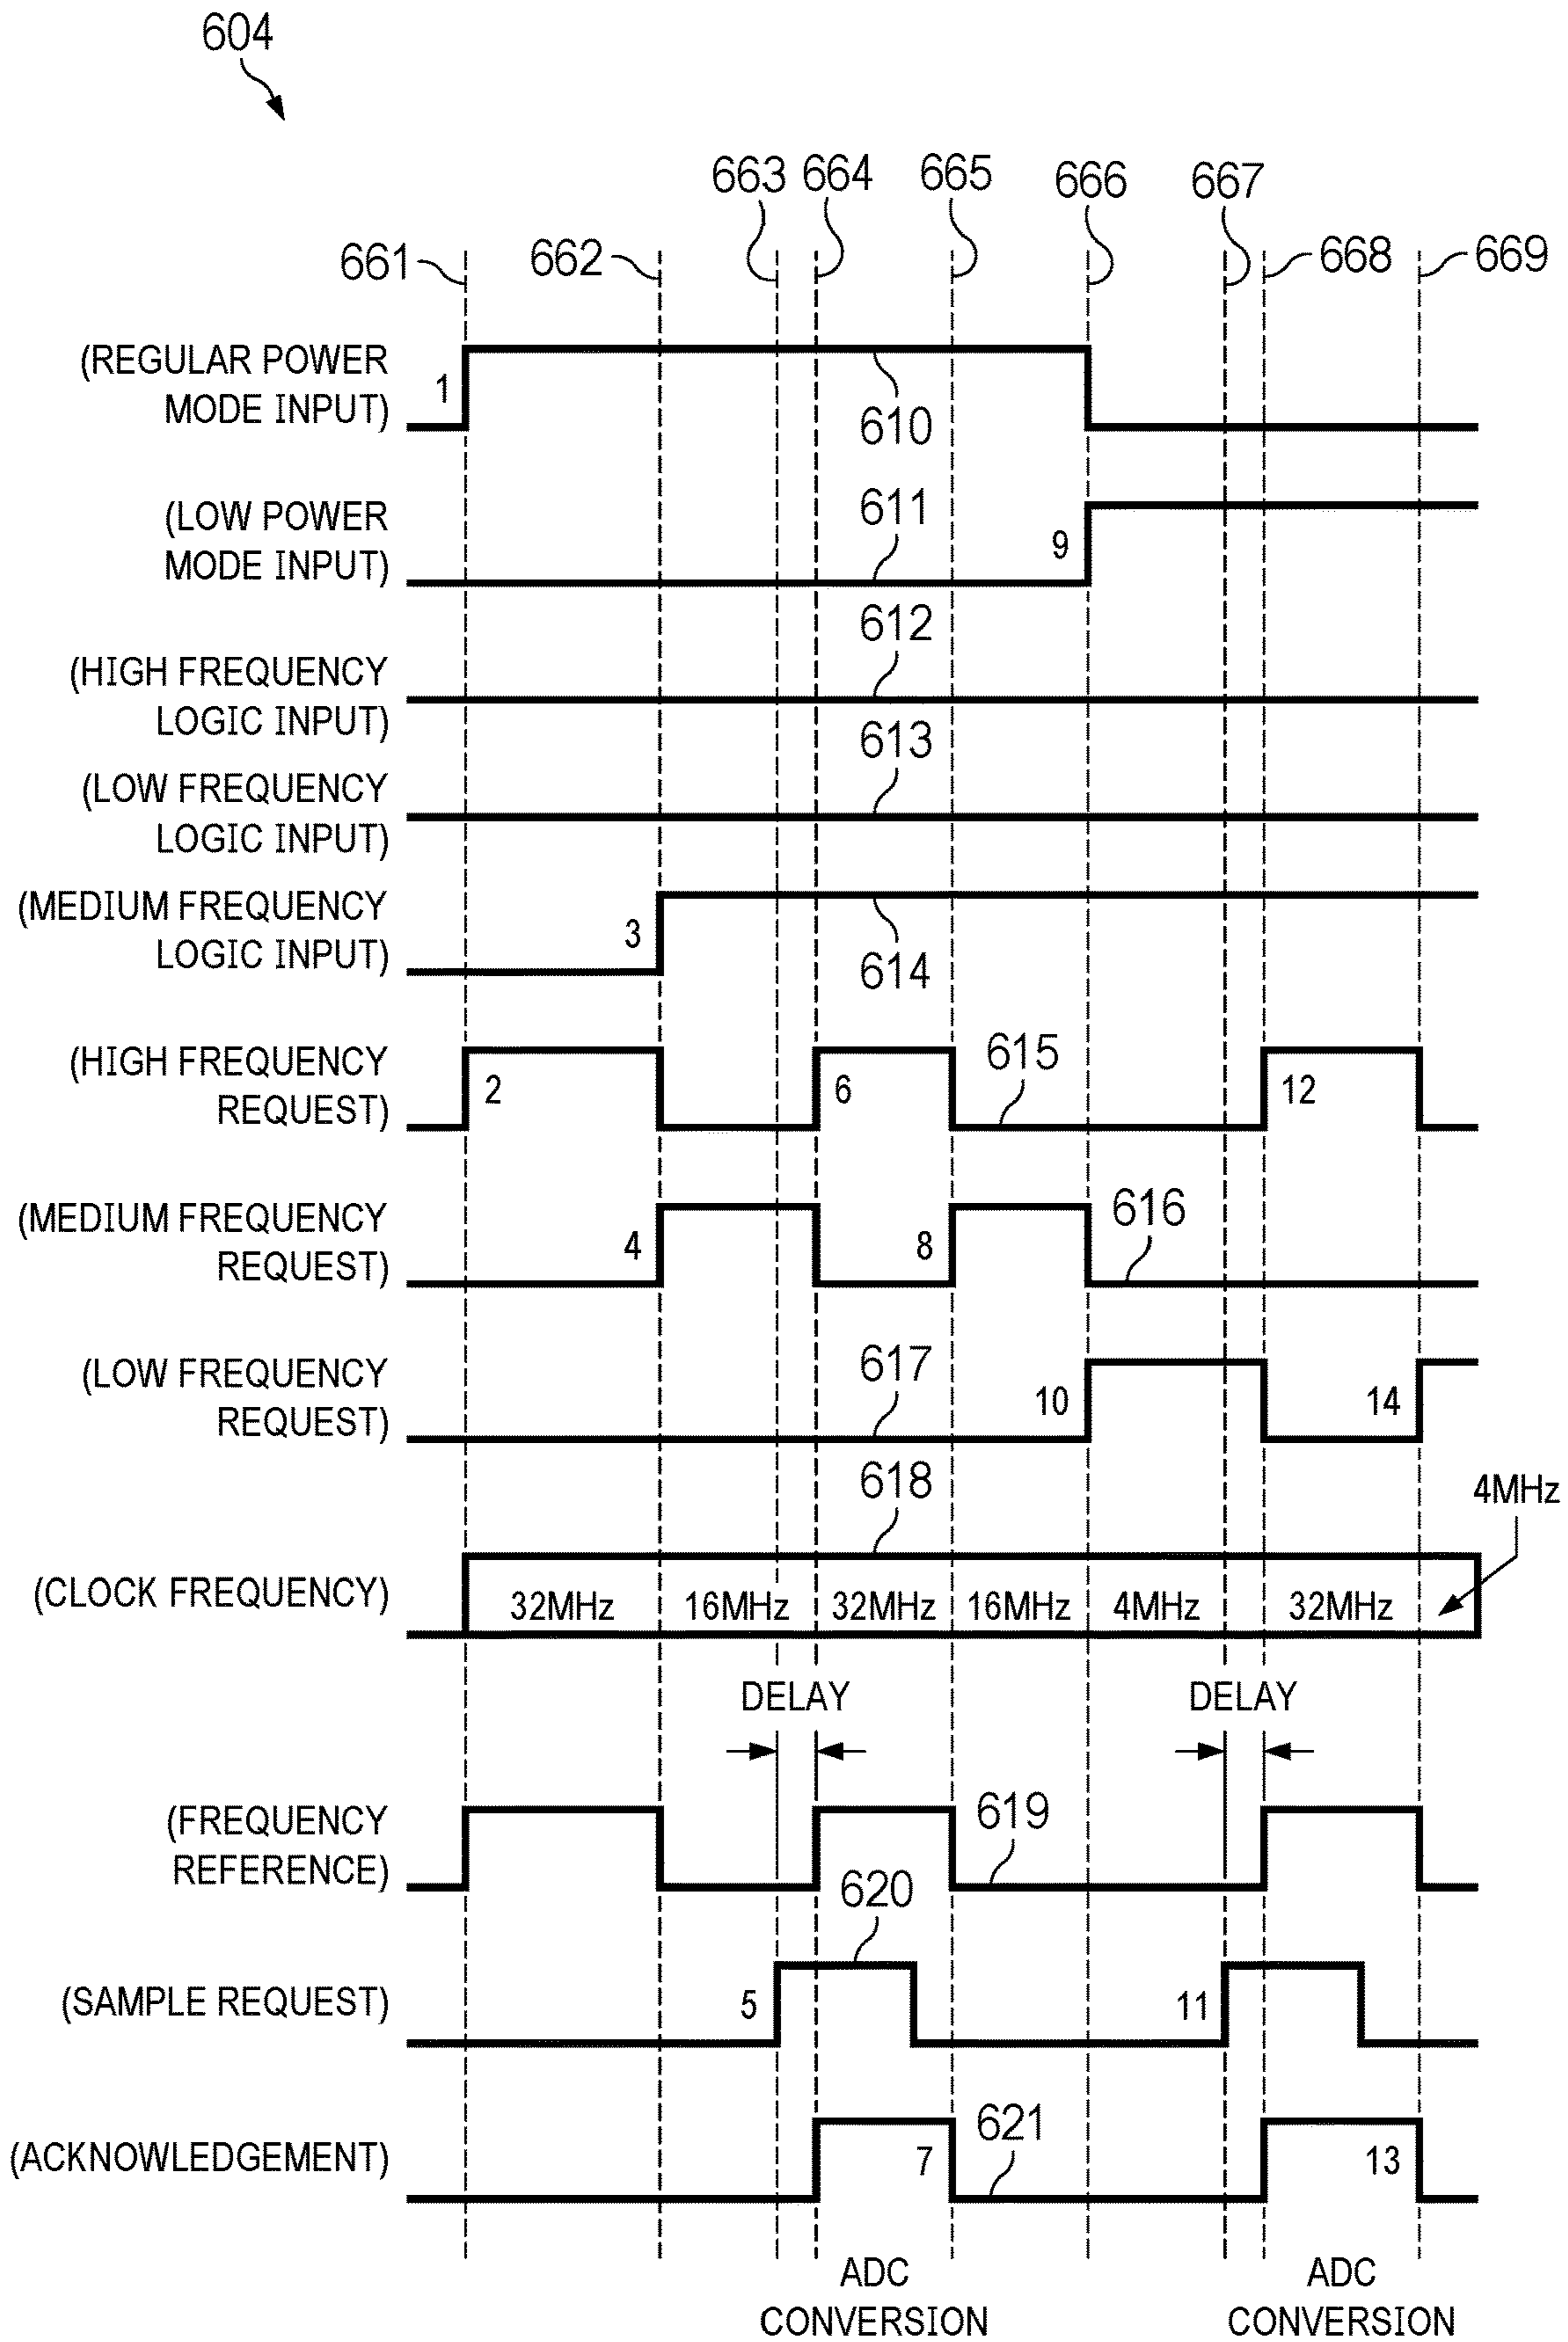 604
663 664 665 666 667
661 662 668 669
(REGULAR POWER
MODE INPUT)
1
610
(LOW POWER
MODE INPUT)
611
9
612
(HIGH FREQUENCY
LOGIC INPUT)
613
(LOW FREQUENCY
LOGIC INPUT)
(MEDIUM FREQUENCY
LOGIC INPUT)
3
614
(HIGH FREQUENCY
REQUEST)
2
6
615
12
(MEDIUM FREQUENCY
REQUEST)
4
8
616
(LOW FREQUENCY
REQUEST)
617
10
14
618
4MHz
(CLOCK FREQUENCY)
32MHz 16MHz 32MHz 16MHz 4MHz 32MHz
DELAY DELAY
(FREQUENCY
REFERENCE)
619
620
(SAMPLE REQUEST)
5
11
(ACKNOWLEDGEMENT)
7
621
13
ADC
CONVERSION
ADC
CONVERSION